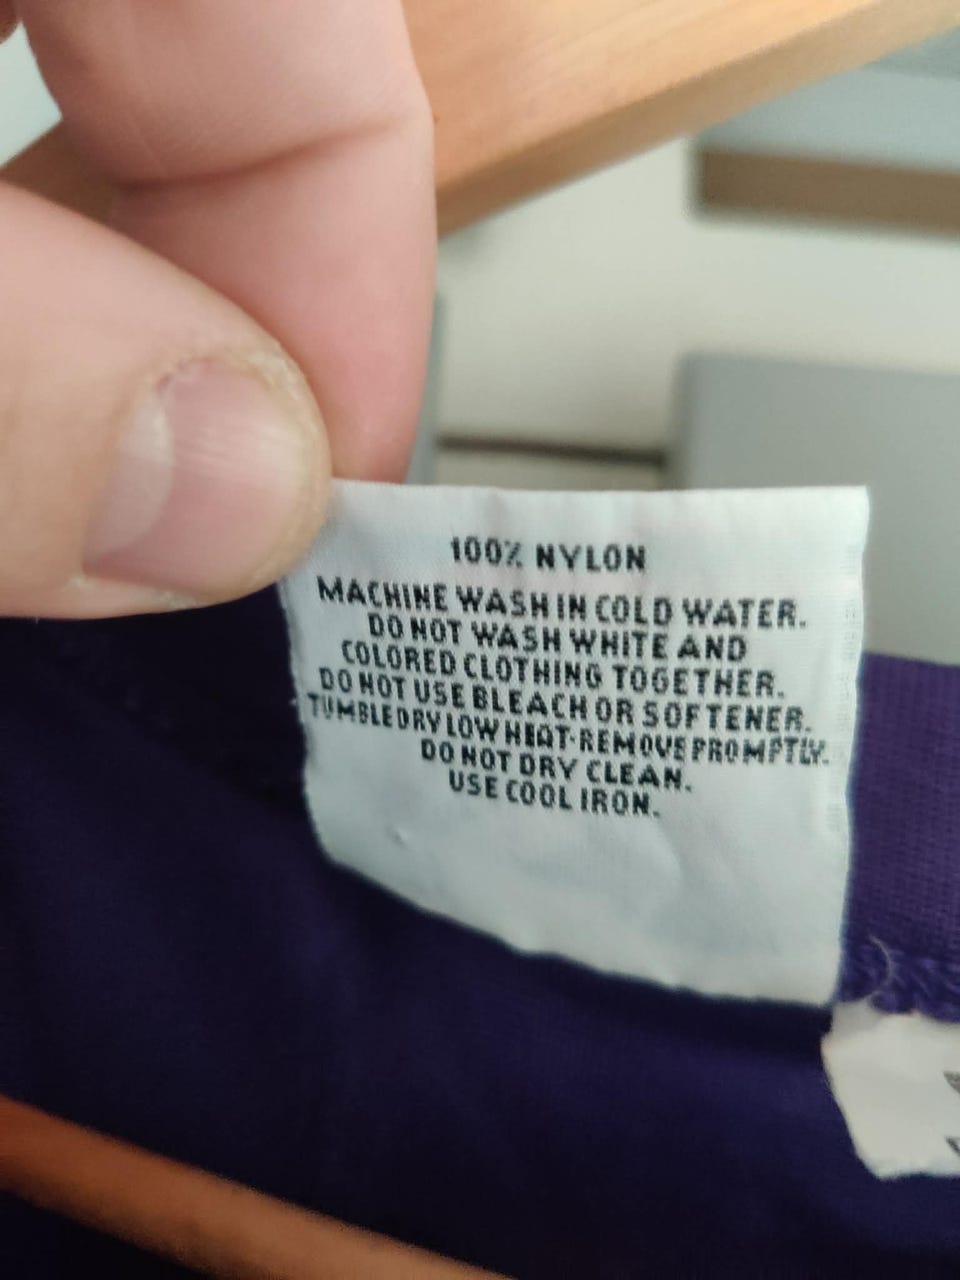 100% NYLON
MACHINE WASH IN COLD WATER.
DO NOT WASH WHITE AND
COLORED CLOTHING TOGETHER.
DO NOT USE BLEACH OR SOFTENER.
TUMBLE DRY LOW HEAT-REMOVE PROMPTLY.
DO NOT DRY CLEAN.
USE COOL IRON.